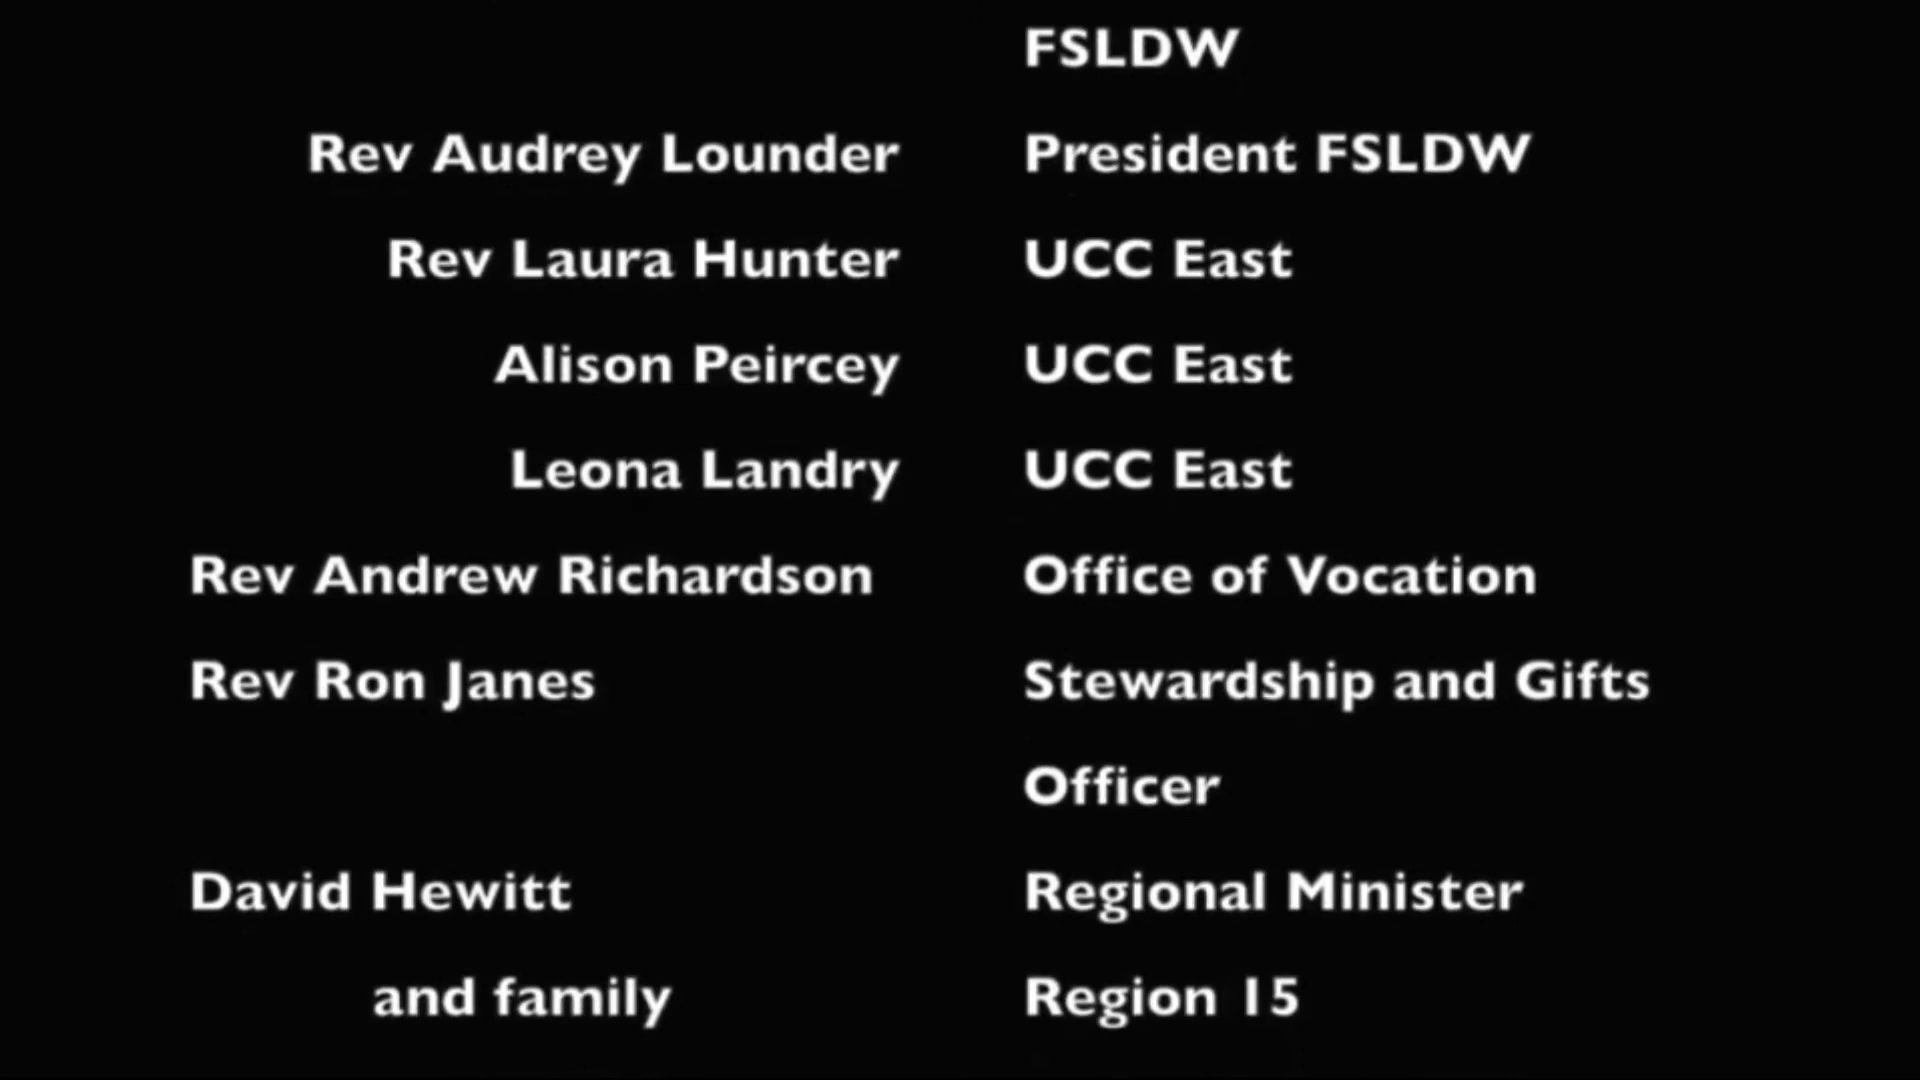 FSLDW
Rev Audrey Lounder President FSLDW
Rev Laura Hunter UCC East
Alison Peircey UCC East
Leona Landry UCC East
Rev Andrew Richardson Office of Vocation
Rev Ron Janes Stewardship and Gifts
Officer
David Hewitt Regional Minister
and family Region 15